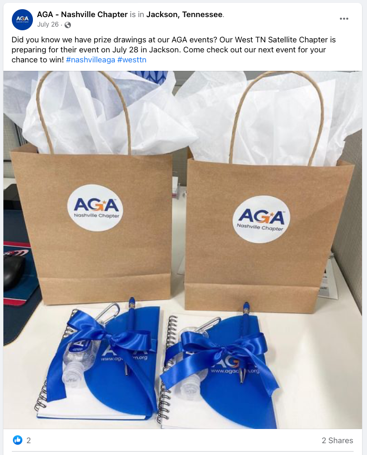 AGA - Nashville Chapter is in Jackson, Tennessee.
July 26 ·
Did you know we have prize drawings at our AGA events? Our West TN Satellite Chapter is
preparing for their event on July 28 in Jackson. Come check out our next event for your
chance to win! #nashvilleaga #westtn
AGA
Nashville Chapter
AGA
Nashville Chapter
2
2 Shares